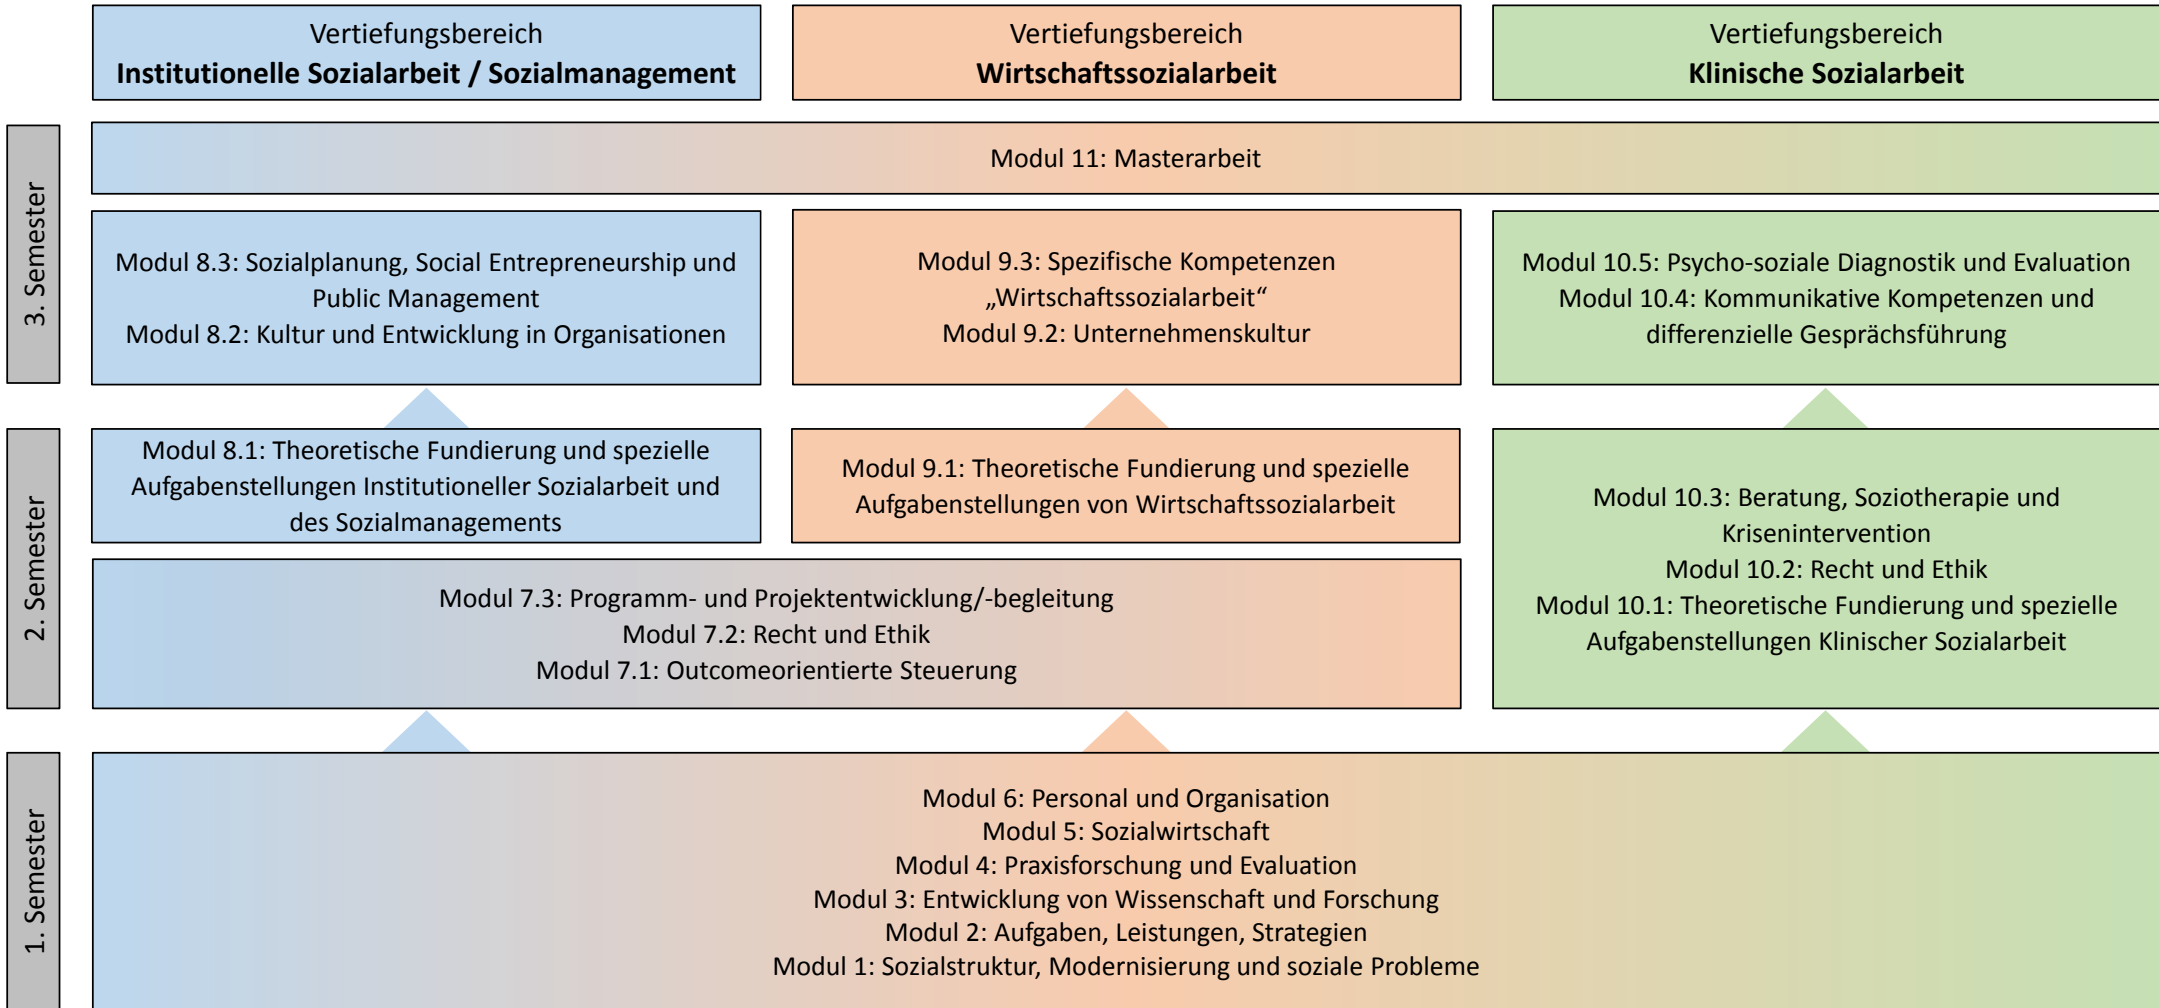 Vertiefungsbereich
Institutionelle Sozialarbeit / Sozialmanagement
Vertiefungsbereich
Wirtschaftssozialarbeit
Vertiefungsbereich
Klinische Sozialarbeit
3. Semester
Modul 11: Masterarbeit
Modul 8.3: Sozialplanung, Social Entrepreneurship und
Public Management
Modul 8.2: Kultur und Entwicklung in Organisationen
Modul 9.3: Spezifische Kompetenzen
„Wirtschaftssozialarbeit“
Modul 9.2: Unternehmenskultur
Modul 10.5: Psycho-soziale Diagnostik und Evaluation
Modul 10.4: Kommunikative Kompetenzen und
differenzielle Gesprächsführung
2. Semester
Modul 8.1: Theoretische Fundierung und spezielle
Aufgabenstellungen Institutioneller Sozialarbeit und
des Sozialmanagements
Modul 9.1: Theoretische Fundierung und spezielle
Aufgabenstellungen von Wirtschaftssozialarbeit
Modul 10.3: Beratung, Soziotherapie und
Krisenintervention
Modul 10.2: Recht und Ethik
Modul 10.1: Theoretische Fundierung und spezielle
Aufgabenstellungen Klinischer Sozialarbeit
Modul 7.3: Programm- und Projektentwicklung/-begleitung
Modul 7.2: Recht und Ethik
Modul 7.1: Outcomeorientierte Steuerung
1. Semester
Modul 6: Personal und Organisation
Modul 5: Sozialwirtschaft
Modul 4: Praxisforschung und Evaluation
Modul 3: Entwicklung von Wissenschaft und Forschung
Modul 2: Aufgaben, Leistungen, Strategien
Modul 1: Sozialstruktur, Modernisierung und soziale Probleme